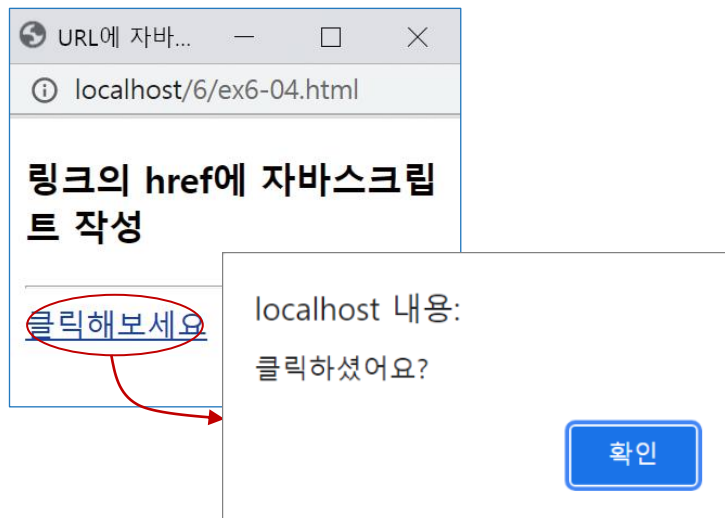 URL에 자바...
localhost/6/ex6-04.html
링크의 href에 자바스크립
트 작성
클릭해보세요
localhost 내용:
클릭하셨어요?
확인